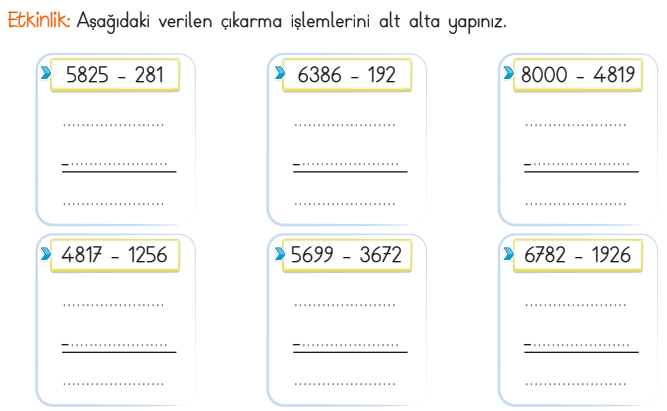 Etkinlik: Aşağıdaki verilen çıkarma işlemlerini alt alta yapınız.
5825 - 281
6386 - 192
8000 - 4819
4817 - 1256
5699 - 3672
6782 - 1926